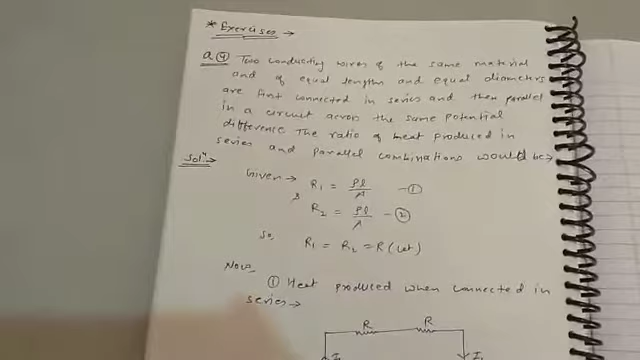 * Exercises →
Q.④ Two conducting wires of the same material
and of equal lengths and equal diameters
are first connected in series and then parallel
in a circuit across the same potential
difference The ratio of heat produced in
series and parallel combinations would be→
Solⁿ→
Given → R₁ = ρl/A –①
& R₂ = ρl/A –②
So, R₁ = R₂ = R (let)
Now,
① Heat produced when connected in
series →
R R
I I